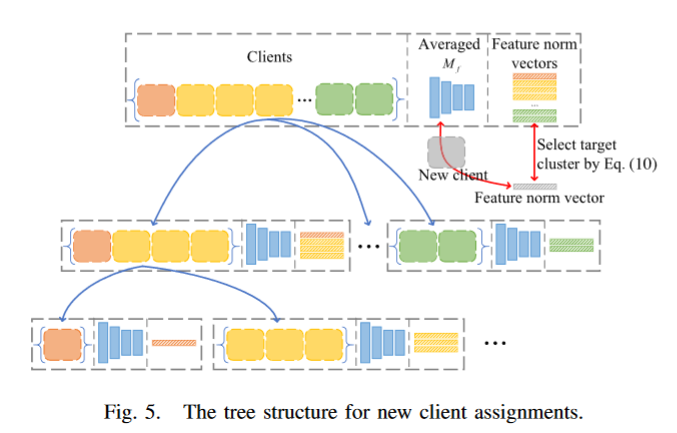 Clients
Averaged
M_f
Feature norm
vectors
...
...
Select target
cluster by Eq. (10)
New client
Feature norm vector
...
...
Fig. 5. The tree structure for new client assignments.